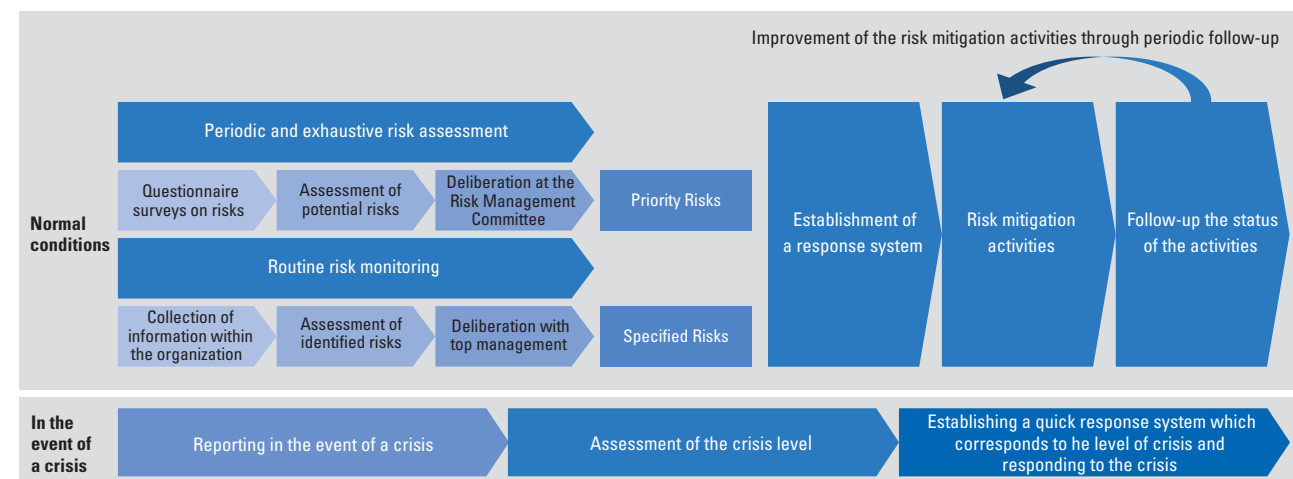 Improvement of the risk mitigation activities through periodic follow-up
Normal
conditions
Periodic and exhaustive risk assessment
Questionnaire
surveys on risks
Assessment of
potential risks
Deliberation at the
Risk Management
Committee
Priority Risks
Routine risk monitoring
Collection of
information within
the organization
Assessment of
identified risks
Deliberation with
top management
Specified Risks
Establishment of
a response system
Risk mitigation
activities
Follow-up the status
of the activities
In the
event of
a crisis
Reporting in the event of a crisis
Assessment of the crisis level
Establishing a quick response system which
corresponds to he level of crisis and
responding to the crisis